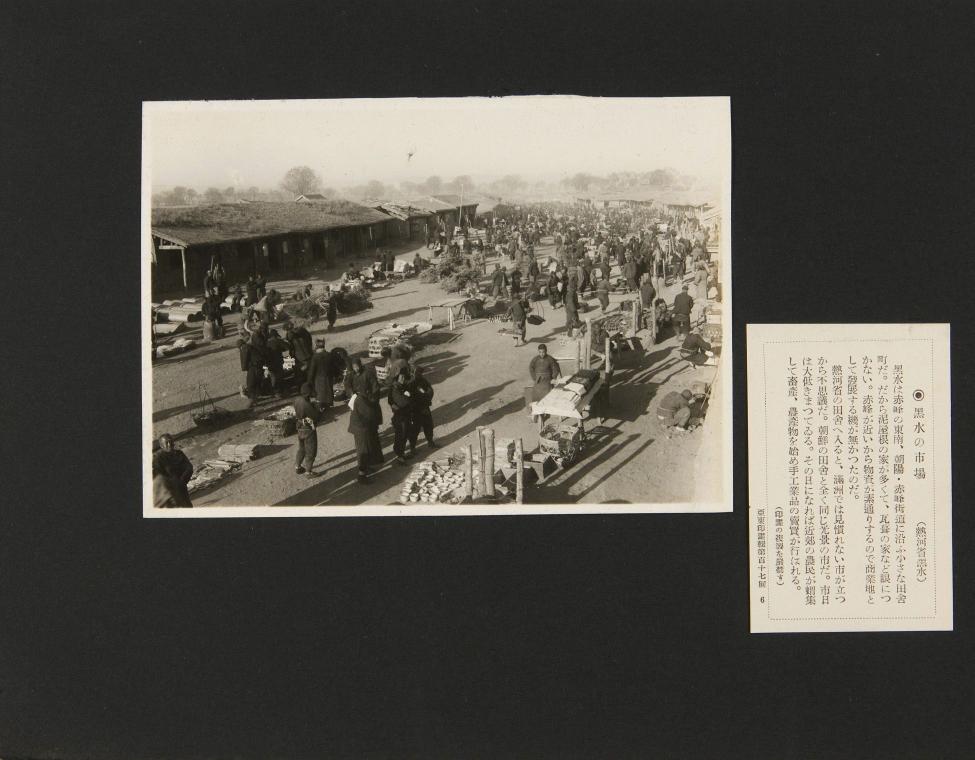 ◉ 黒水の市場
(熱河省黒水)
黒水は赤峰の東南、朝陽・赤峰街道に沿ふ小さな田舎
町だ。だから泥屋根の家が多くて、瓦葺の家など眼につ
かない。赤峰が近いから物資が素通りするので商業地と
して發展する機が無かつたのだ。
熱河省の田舎へ入ると、滿洲では見慣れない市が立つ
から不思議だ。朝鮮の田舎と全く同じ光景の市だ。市日
は大低きまつてゐる。その日になれば近郊の農民が蝟集
して畜產、農產物を始め手工業品の賣買が行はれる。
(印畫の複製を嚴禁す)
亞東印畫輯第百十七回 6